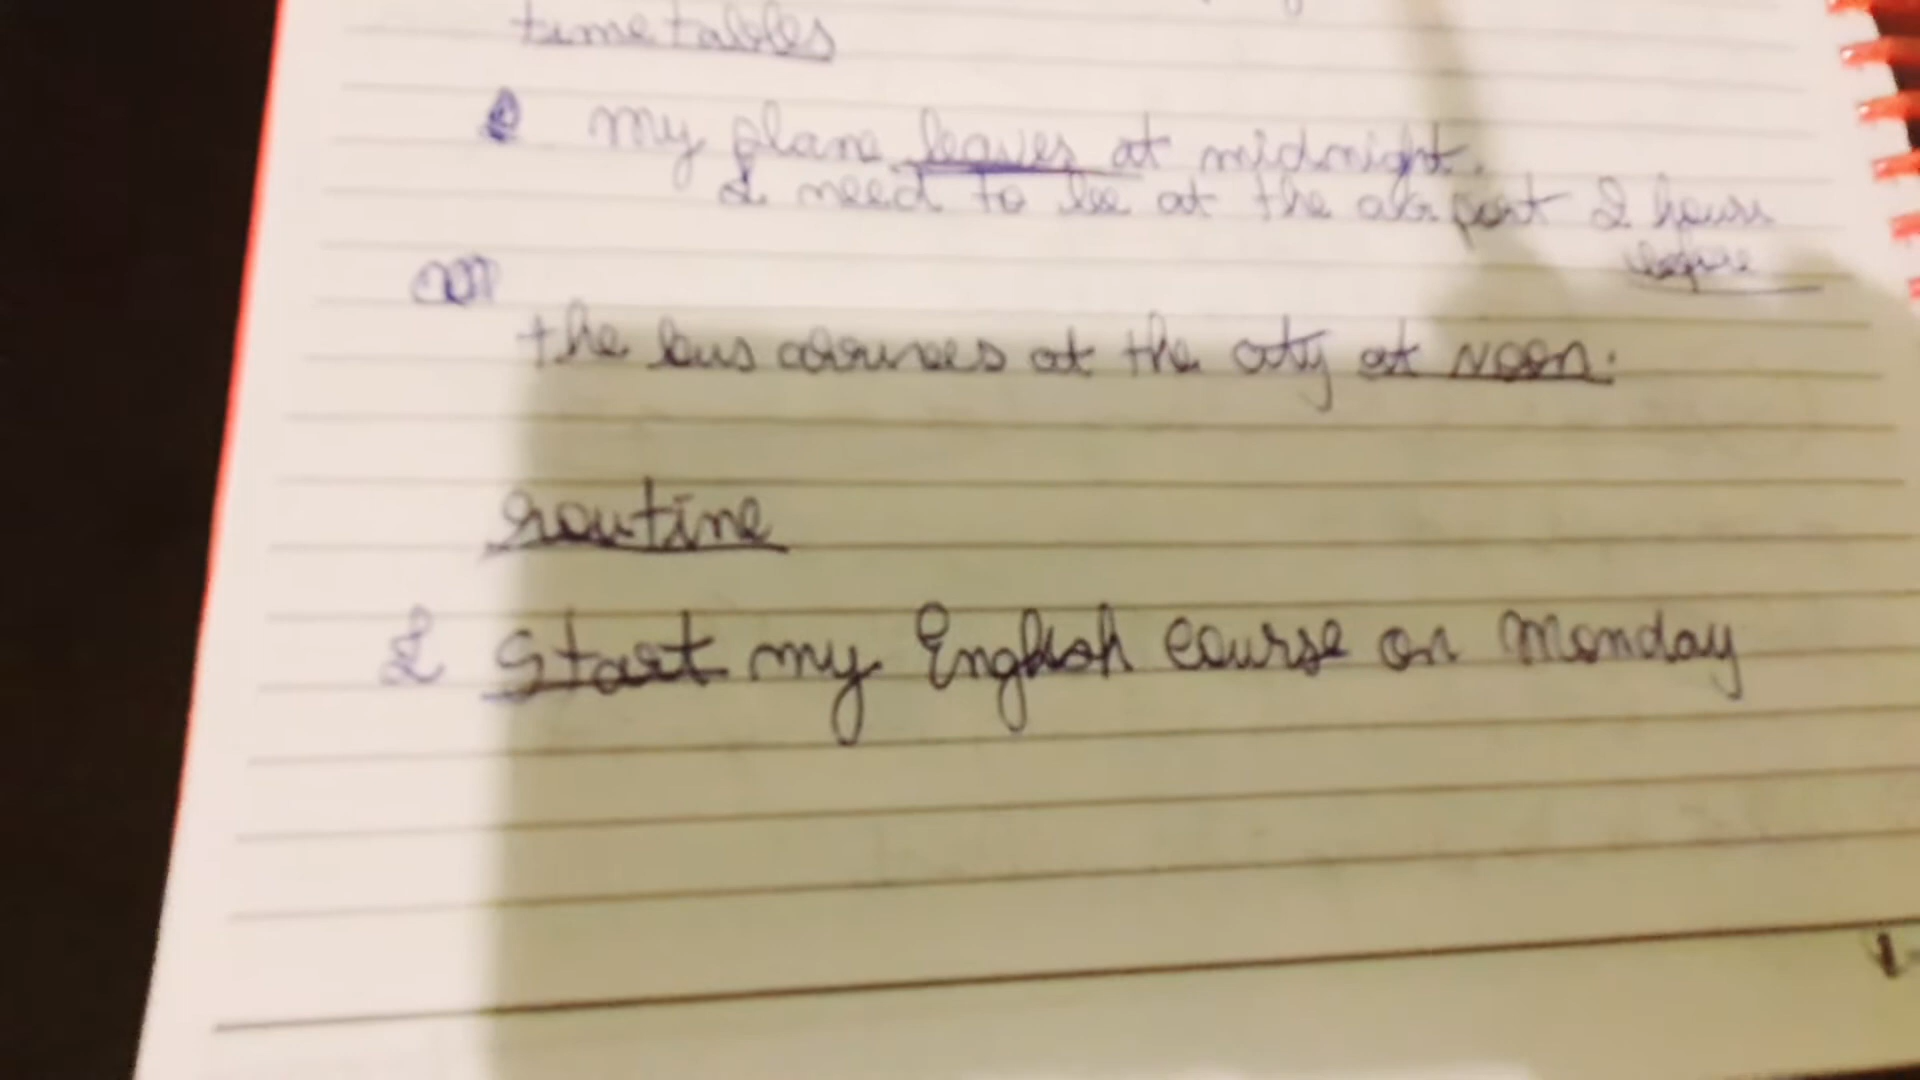 timetables
my plane leaves at midnight.
I need to be at the airport 2 hours
before
the bus arrives at the city at Noon.
routine
I start my English course on Monday